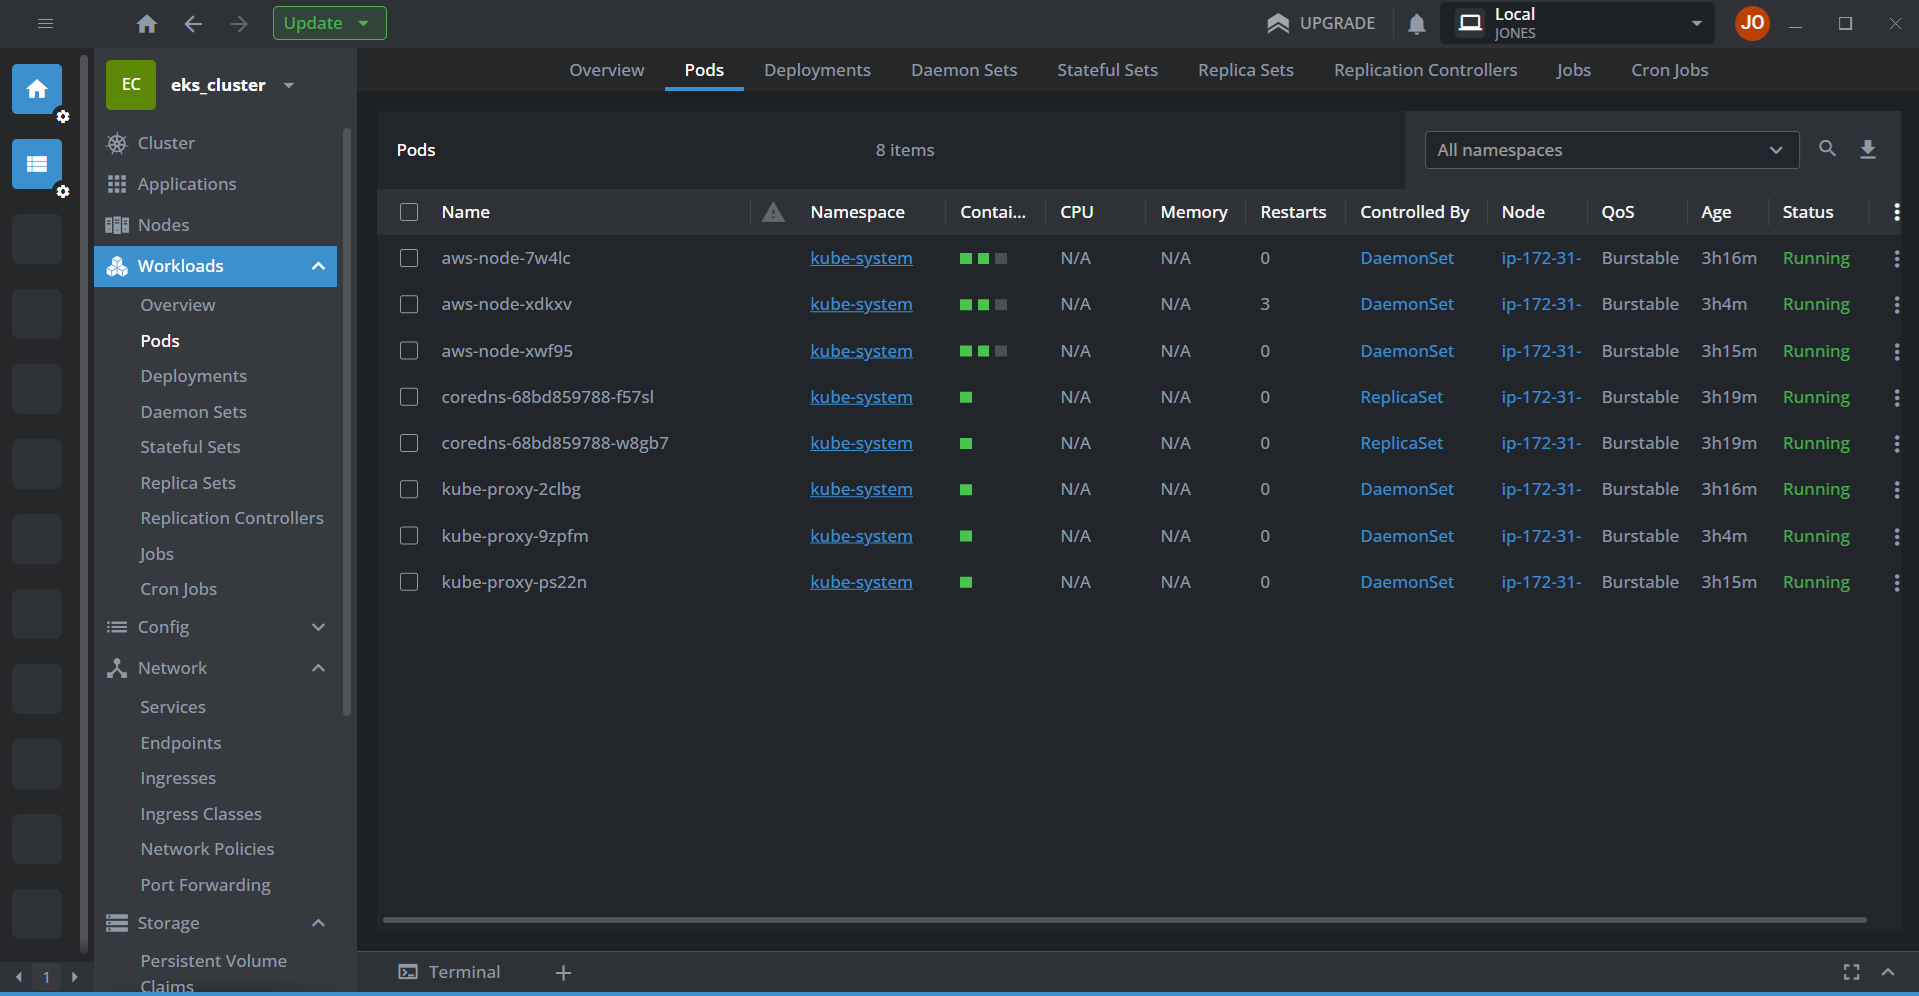 Update
UPGRADE
Local
JONES
JO
EC
eks_cluster
Cluster
Applications
Nodes
Workloads
Overview
Pods
Deployments
Daemon Sets
Stateful Sets
Replica Sets
Replication Controllers
Jobs
Cron Jobs
Config
Network
Services
Endpoints
Ingresses
Ingress Classes
Network Policies
Port Forwarding
Storage
Persistent Volume
Claims
1
Overview Pods Deployments Daemon Sets Stateful Sets Replica Sets Replication Controllers Jobs Cron Jobs
Pods 8 items All namespaces
Name Namespace Contai... CPU Memory Restarts Controlled By Node QoS Age Status
aws-node-7w4lc kube-system N/A N/A 0 DaemonSet ip-172-31- Burstable 3h16m Running
aws-node-xdkxv kube-system N/A N/A 3 DaemonSet ip-172-31- Burstable 3h4m Running
aws-node-xwf95 kube-system N/A N/A 0 DaemonSet ip-172-31- Burstable 3h15m Running
coredns-68bd859788-f57sl kube-system N/A N/A 0 ReplicaSet ip-172-31- Burstable 3h19m Running
coredns-68bd859788-w8gb7 kube-system N/A N/A 0 ReplicaSet ip-172-31- Burstable 3h19m Running
kube-proxy-2clbg kube-system N/A N/A 0 DaemonSet ip-172-31- Burstable 3h16m Running
kube-proxy-9zpfm kube-system N/A N/A 0 DaemonSet ip-172-31- Burstable 3h4m Running
kube-proxy-ps22n kube-system N/A N/A 0 DaemonSet ip-172-31- Burstable 3h15m Running
Terminal